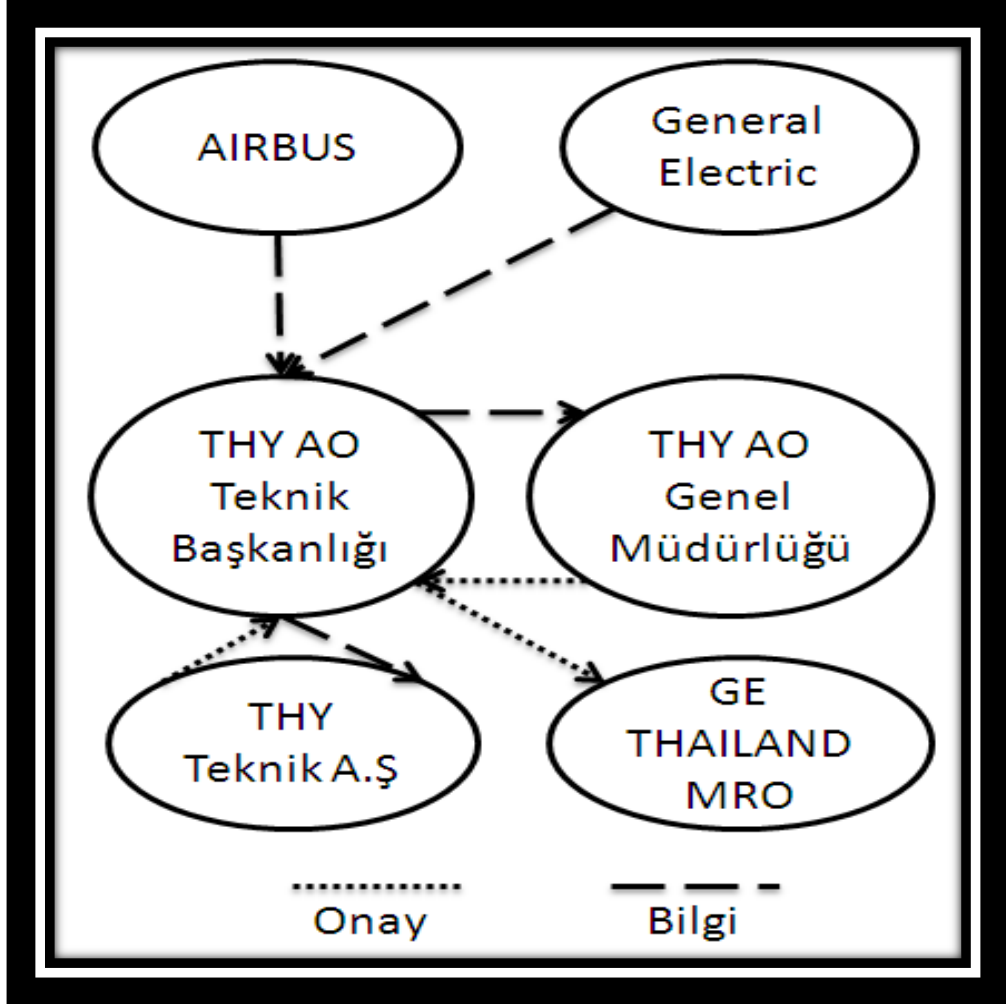 AIRBUS
General
Electric
THY AO
Teknik
Başkanlığı
THY AO
Genel
Müdürlüğü
THY
Teknik A.Ş
GE
THAILAND
MRO
Onay
Bilgi